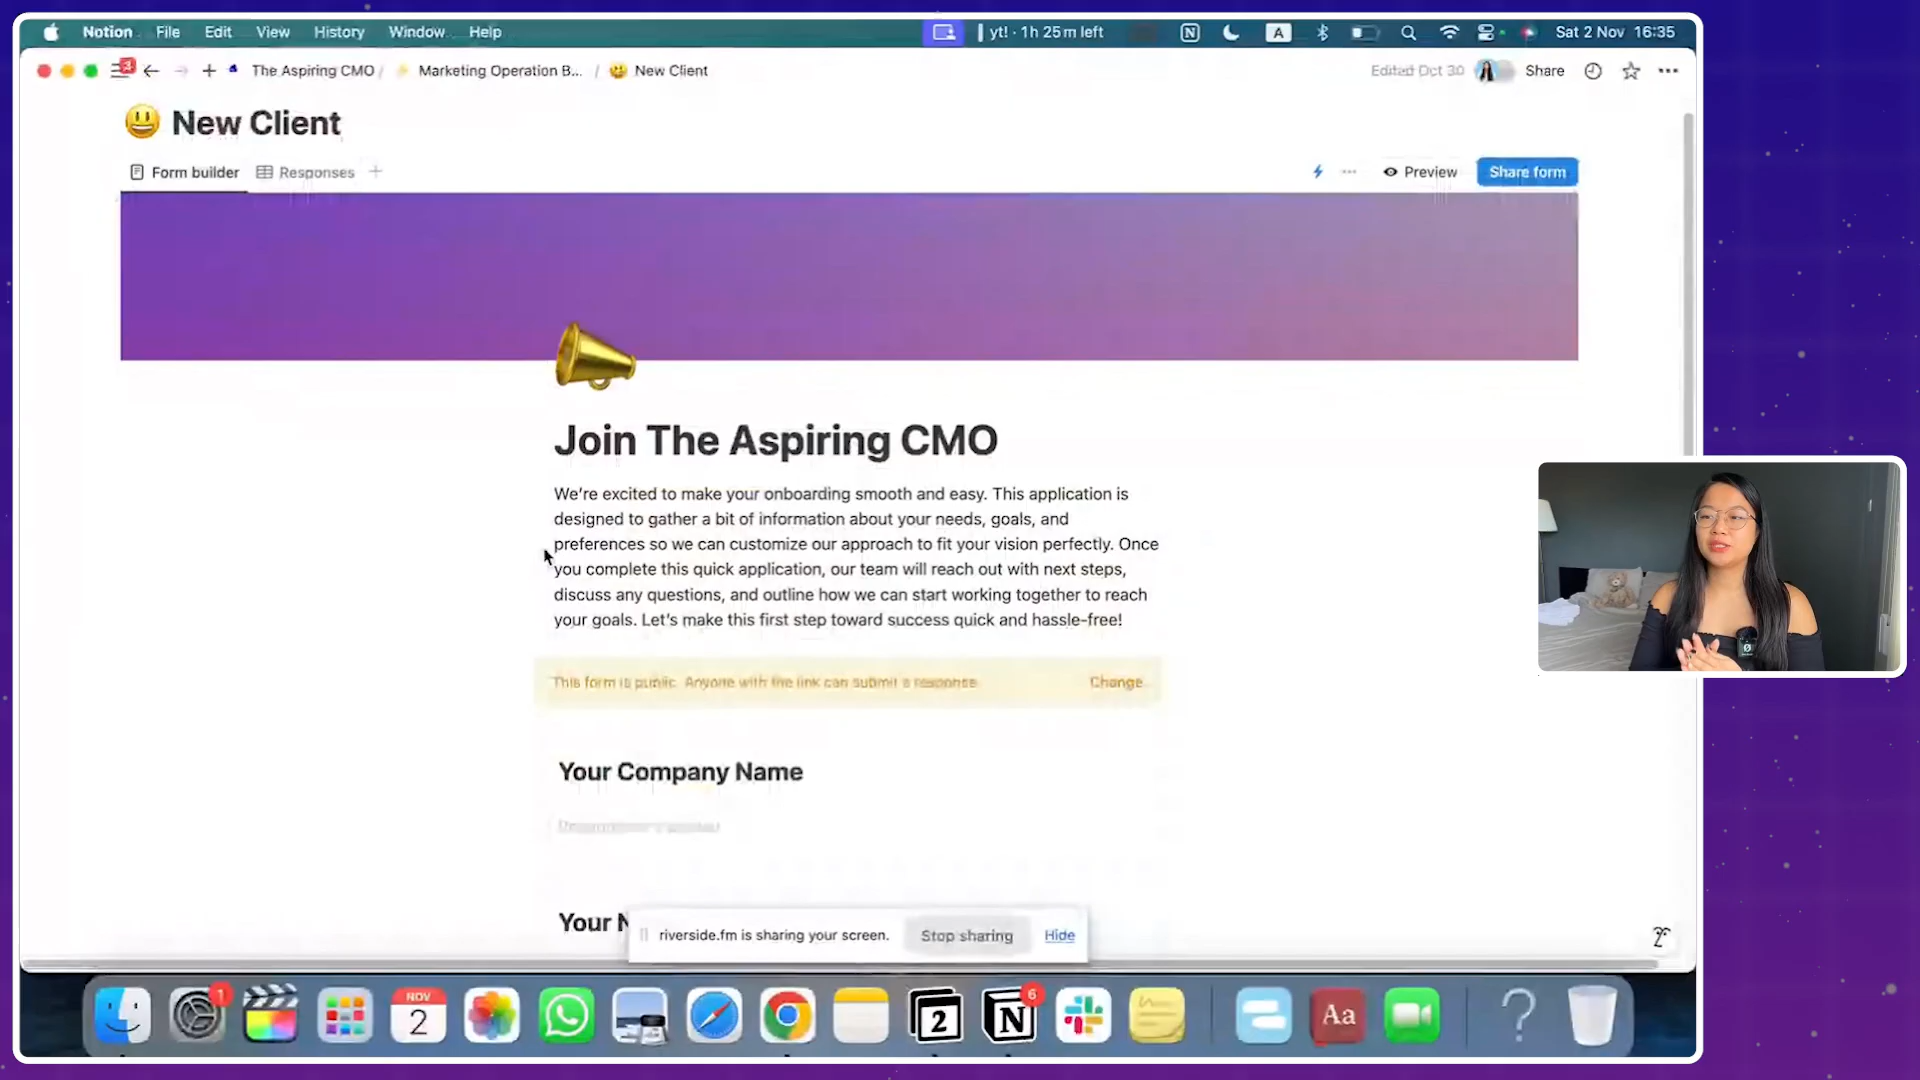 Notion File Edit View History Window Help yt! · 1h 25m left A Sat 2 Nov 16:35
3 The Aspiring CMO / Marketing Operation B... / New Client Edited Oct 30 Share
New Client
Form builder Responses Preview Share form
Join The Aspiring CMO
We're excited to make your onboarding smooth and easy. This application is
designed to gather a bit of information about your needs, goals, and
preferences so we can customize our approach to fit your vision perfectly. Once
you complete this quick application, our team will reach out with next steps,
discuss any questions, and outline how we can start working together to reach
your goals. Let's make this first step toward success quick and hassle-free!
This form is public. Anyone with the link can submit a response. Change
Your Company Name
Your N
riverside.fm is sharing your screen. Stop sharing Hide
1 NOV 2 2 N 6 Aa ?